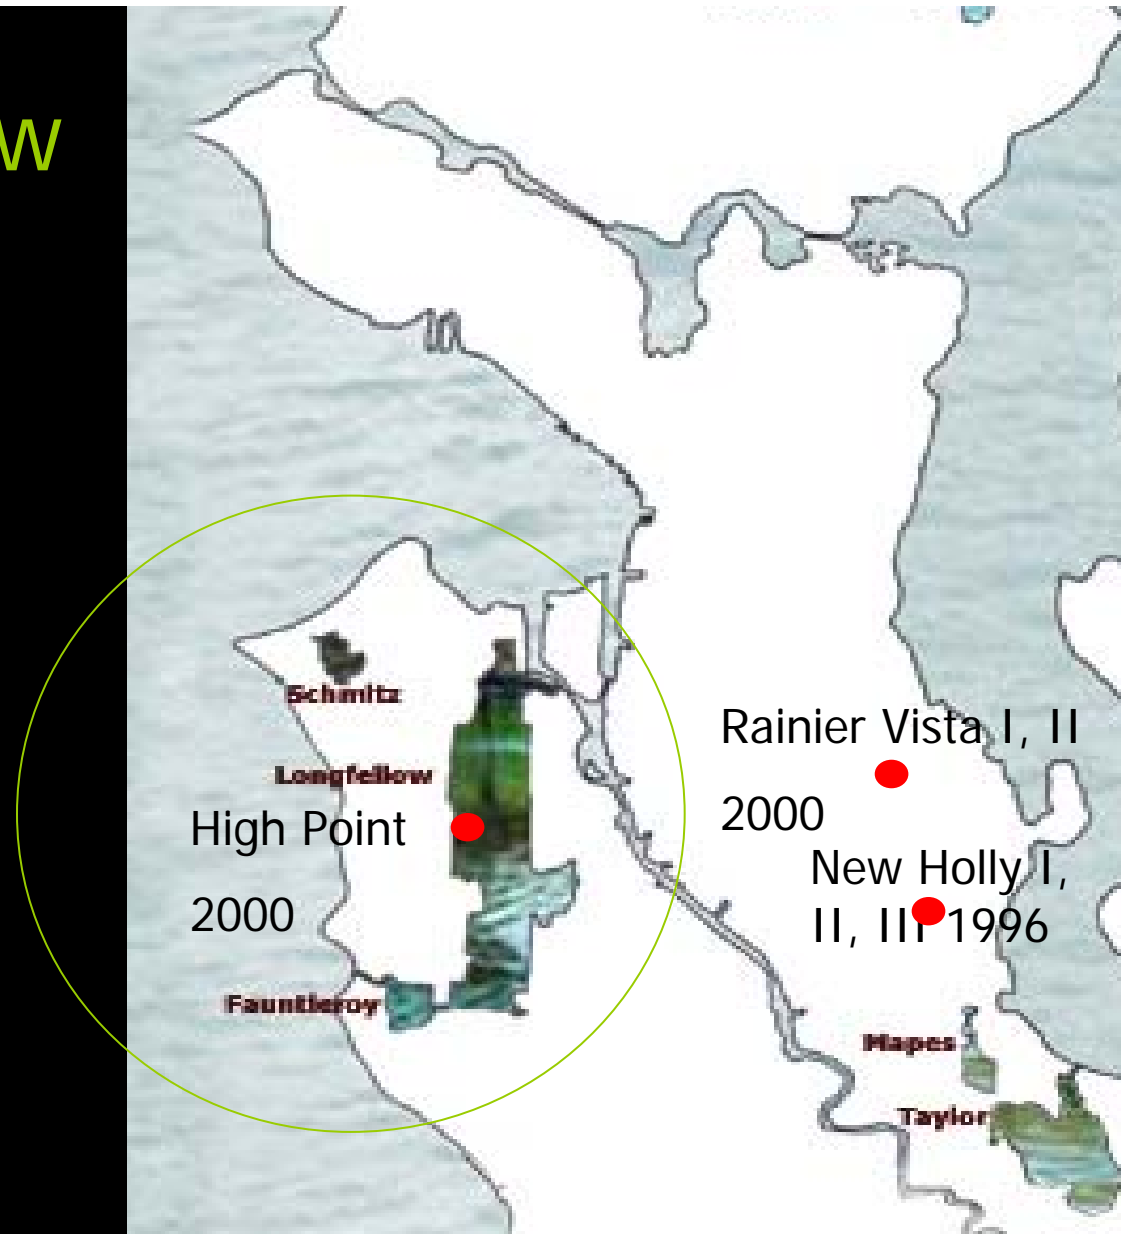 w
Schmitz
Rainier Vista I, II
2000
Longfellow
High Point
2000
New Holly I,
II, III 1996
Fauntleroy
Mapes
Taylor